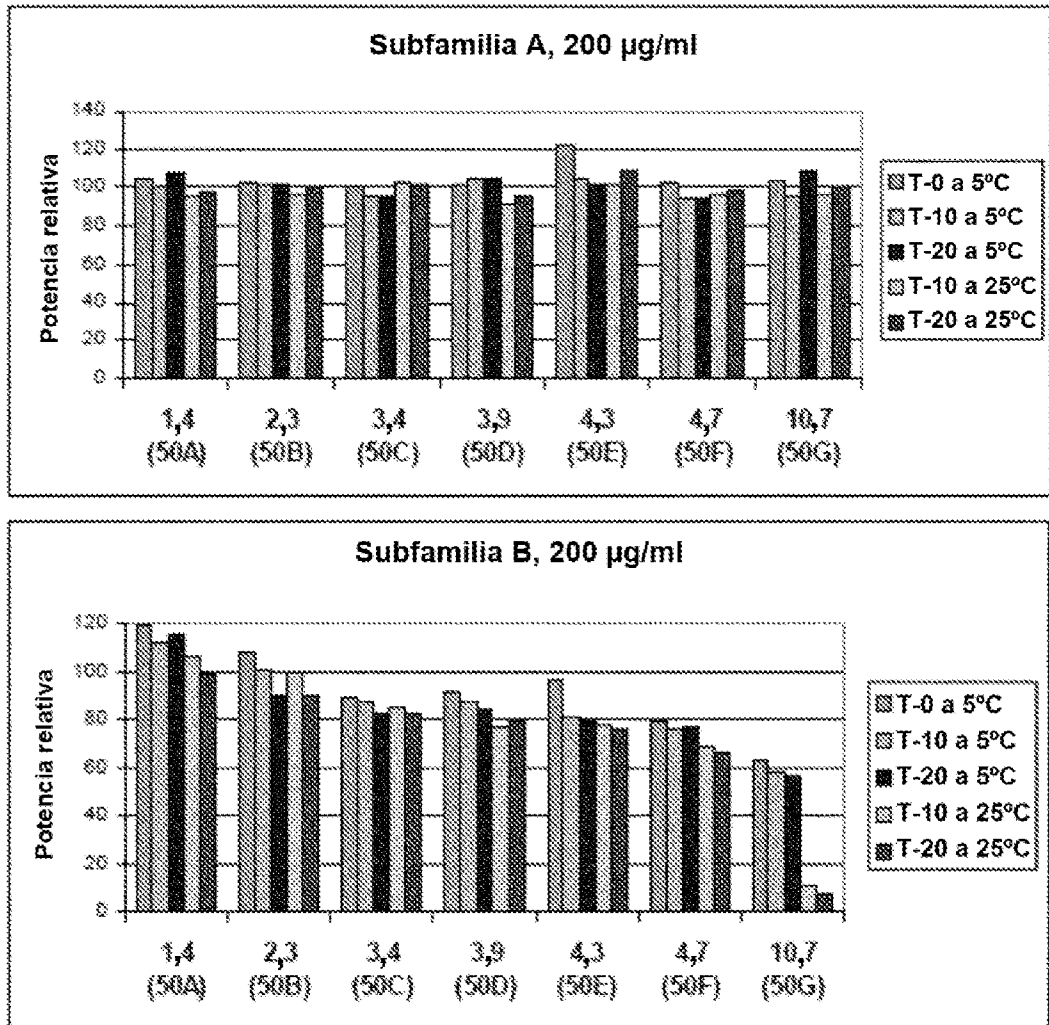 Subfamilia A, 200 µg/ml
Potencia relativa
140
120
100
80
60
40
20
0
1,4 2,3 3,4 3,9 4,3 4,7 10,7
(50A) (50B) (50C) (50D) (50E) (50F) (50G)
T-0 a 5ºC
T-10 a 5ºC
T-20 a 5ºC
T-10 a 25ºC
T-20 a 25ºC
Subfamilia B, 200 µg/ml
Potencia relativa
120
100
80
60
40
20
0
1,4 2,3 3,4 3,9 4,3 4,7 10,7
(50A) (50B) (50C) (50D) (50E) (50F) (50G)
T-0 a 5ºC
T-10 a 5ºC
T-20 a 5ºC
T-10 a 25ºC
T-20 a 25ºC